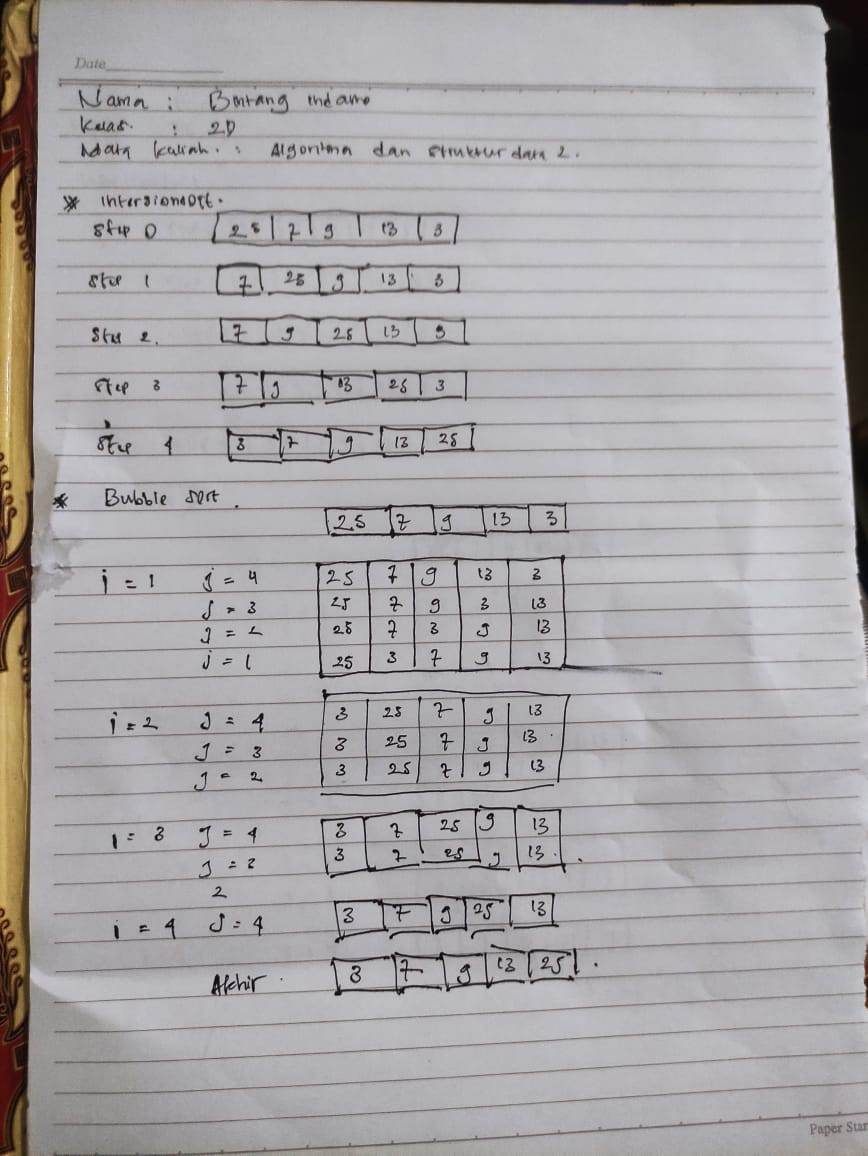 Date
Nama : Bintang indamo
Kelas : 2D
Mata kuliah : Algoritma dan struktur data 2.
* Intersionsort.
Step 0 25 7 9 13 3
Step 1 7 25 9 13 3
Step 2. 7 9 25 13 3
Step 3 7 9 13 25 3
Step 4 3 7 9 13 25
* Bubble sort.
25 7 9 13 3
i = 1 j = 4 25 7 9 13 3
j = 3 25 7 9 3 13
j = 2 25 7 3 9 13
j = 1 25 3 7 9 13
i = 2 j = 4 3 25 7 9 13
j = 3 3 25 7 9 13
j = 2 3 25 7 9 13
i = 3 j = 4 3 7 25 9 13
j = 3 3 7 25 9 13
2
i = 4 j = 4 3 7 9 25 13
Akhir. 3 7 9 13 25
Paper Star